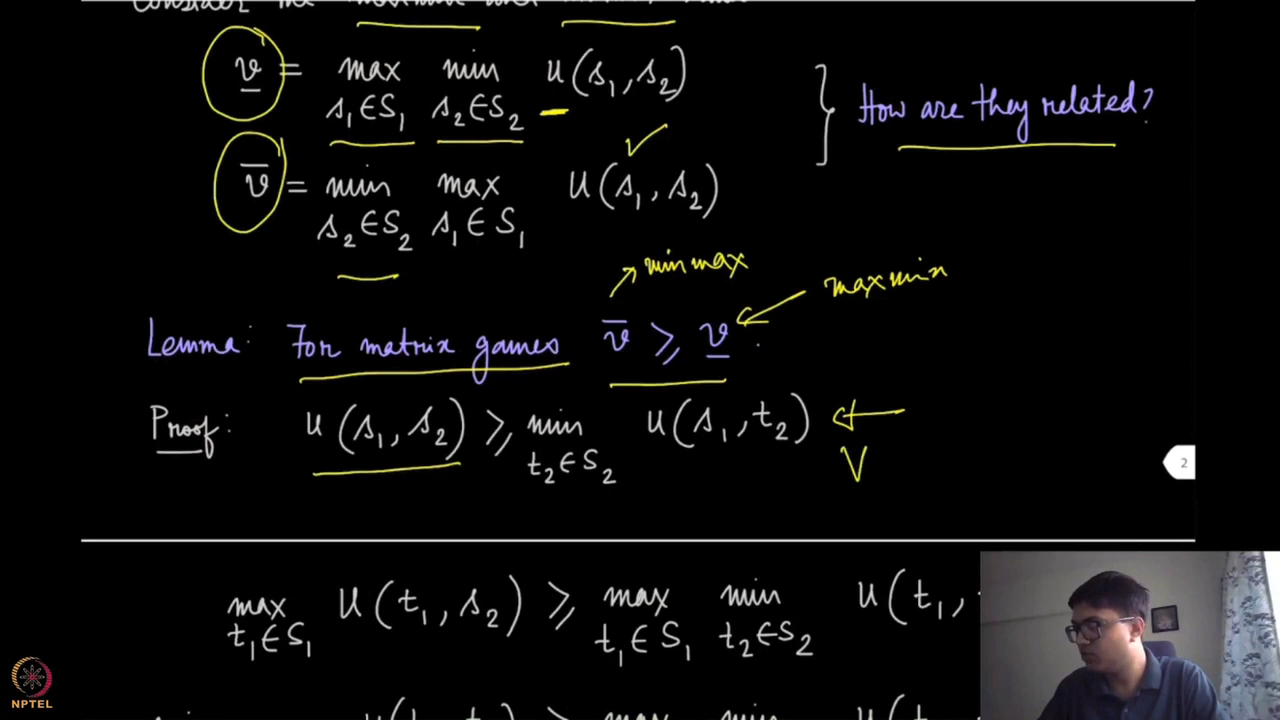 v = max min u(s₁, s₂)
s₁∈S₁ s₂∈S₂
How are they related?
v̅ = min max u(s₁, s₂)
s₂∈S₂ s₁∈S₁
minmax
maxmin
Lemma: For matrix games v̅ ⩾ v.
Proof: u(s₁, s₂) ⩾ min u(s₁, t₂)
t₂∈S₂
2
max u(t₁, s₂) ⩾ max min u(t₁,
t₁∈S₁ t₁∈S₁ t₂∈S₂
NPTEL